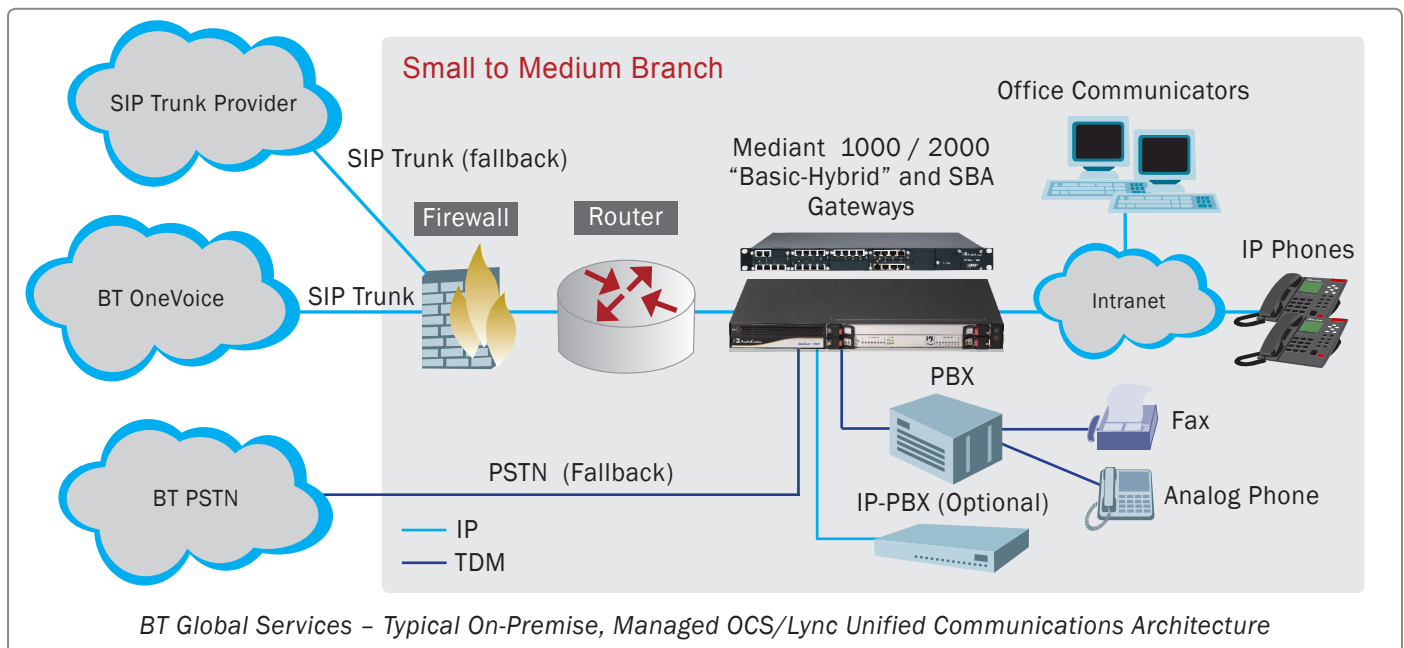 Small to Medium Branch
SIP Trunk Provider
SIP Trunk (fallback)
Office Communicators
Mediant 1000 / 2000
“Basic-Hybrid” and SBA
Gateways
Firewall
Router
IP Phones
BT OneVoice
SIP Trunk
Intranet
PBX
Fax
PSTN (Fallback)
BT PSTN
IP-PBX (Optional)
Analog Phone
IP
TDM
BT Global Services – Typical On-Premise, Managed OCS/Lync Unified Communications Architecture